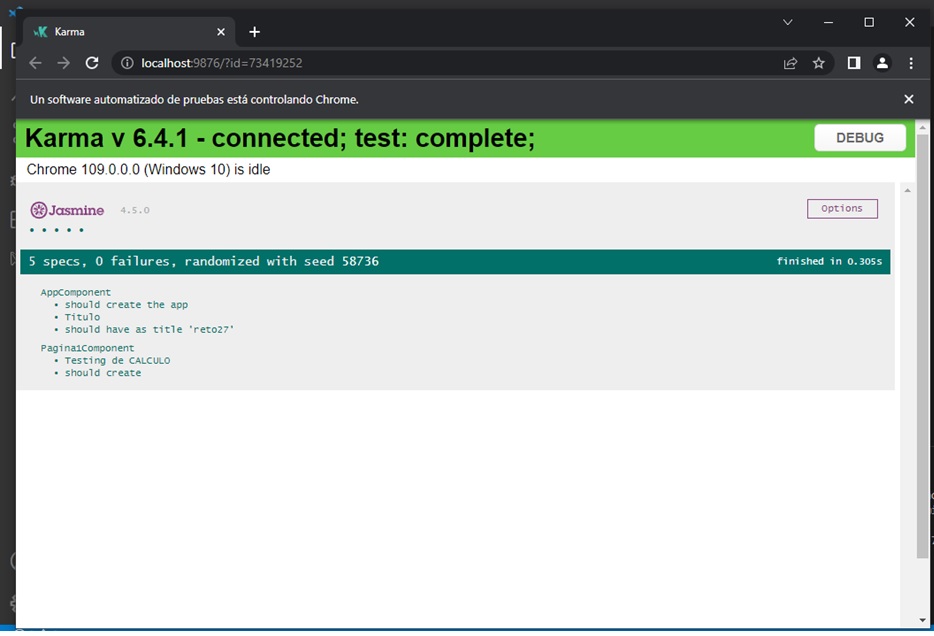 Karma
localhost:9876/?id=73419252
Un software automatizado de pruebas está controlando Chrome.
Karma v 6.4.1 - connected; test: complete;
DEBUG
Chrome 109.0.0.0 (Windows 10) is idle
Jasmine 4.5.0
Options
• • • • •
5 specs, 0 failures, randomized with seed 58736
finished in 0.305s
AppComponent
• should create the app
• Titulo
• should have as title 'reto27'
Pagina1Component
• Testing de CALCULO
• should create